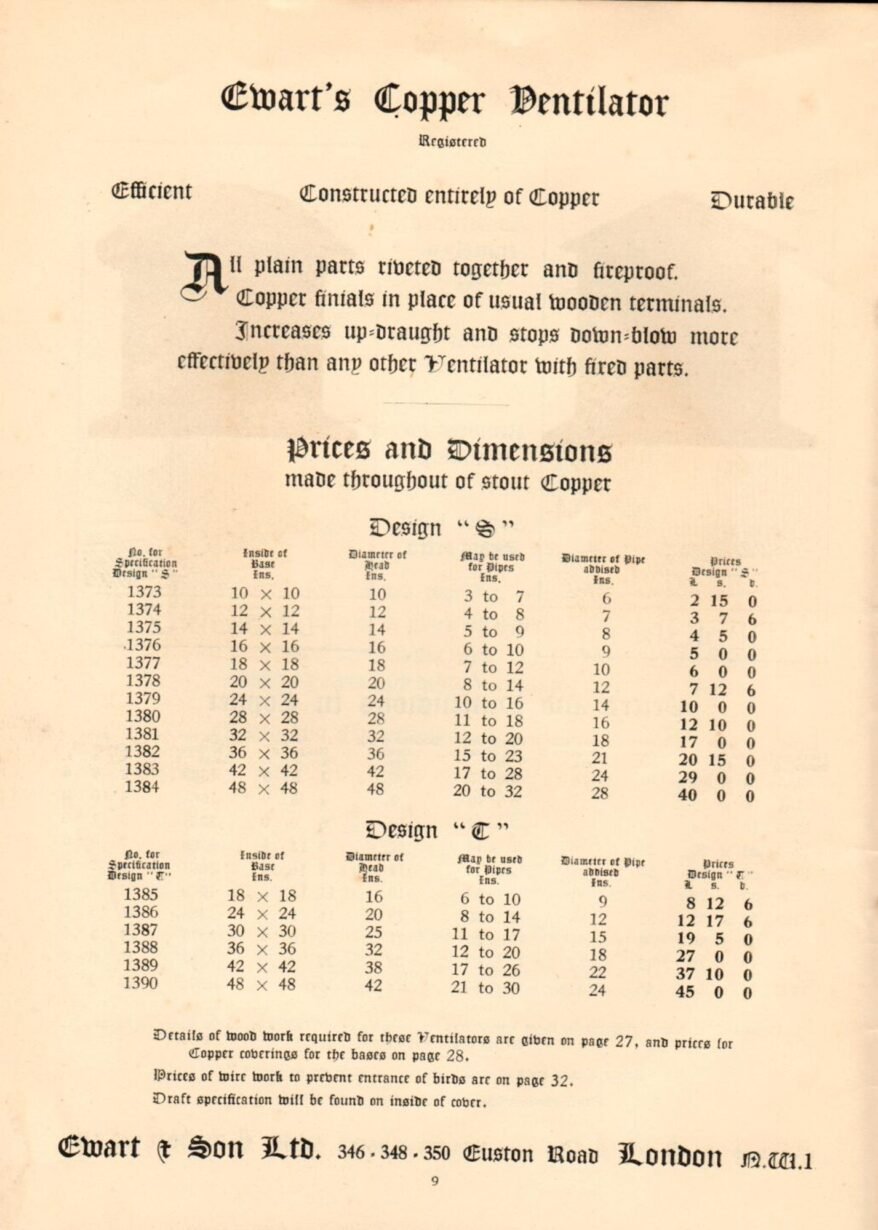 Ewart's Copper Ventilator
Registered
Efficient Constructed entirely of Copper Durable
All plain parts riveted together and fireproof.
Copper finials in place of usual wooden terminals.
Increases up-draught and stops down-blow more
effectively than any other Ventilator with fixed parts.
Prices and Dimensions
made throughout of stout Copper
Design "S"
No. for Specification Design "S" Inside of Base Ins. Diameter of Head Ins. May be used for Pipes Ins. Diameter of Pipe advised Ins. Prices Design "S" £ s. d.
1373 10 × 10 10 3 to 7 6 2 15 0
1374 12 × 12 12 4 to 8 7 3 7 6
1375 14 × 14 14 5 to 9 8 4 5 0
1376 16 × 16 16 6 to 10 9 5 0 0
1377 18 × 18 18 7 to 12 10 6 0 0
1378 20 × 20 20 8 to 14 12 7 12 6
1379 24 × 24 24 10 to 16 14 10 0 0
1380 28 × 28 28 11 to 18 16 12 10 0
1381 32 × 32 32 12 to 20 18 17 0 0
1382 36 × 36 36 15 to 23 21 20 15 0
1383 42 × 42 42 17 to 28 24 29 0 0
1384 48 × 48 48 20 to 32 28 40 0 0
Design "T"
No. for Specification Design "T" Inside of Base Ins. Diameter of Head Ins. May be used for Pipes Ins. Diameter of Pipe advised Ins. Prices Design "T" £ s. d.
1385 18 × 18 16 6 to 10 9 8 12 6
1386 24 × 24 20 8 to 14 12 12 17 6
1387 30 × 30 25 11 to 17 15 19 5 0
1388 36 × 36 32 12 to 20 18 27 0 0
1389 42 × 42 38 17 to 26 22 37 10 0
1390 48 × 48 42 21 to 30 24 45 0 0
Details of wood work required for these Ventilators are given on page 27, and prices for
Copper coverings for the bases on page 28.
Prices of wire work to prevent entrance of birds are on page 32.
Draft specification will be found on inside of cover.
Ewart & Son Ltd. 346 · 348 · 350 Euston Road London N.W.1
9